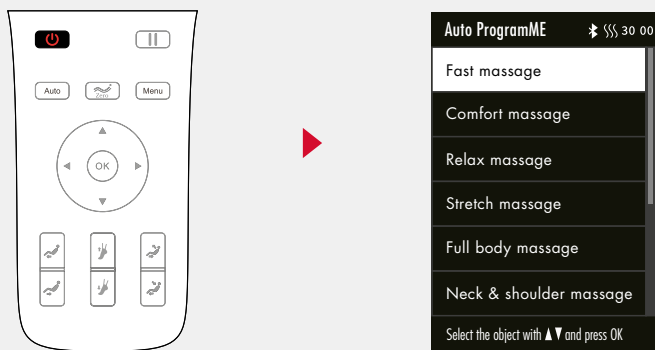 Auto
Zero
Menu
OK
Auto ProgramME 30 00
Fast massage
Comfort massage
Relax massage
Stretch massage
Full body massage
Neck & shoulder massage
Select the object with ▲▼ and press OK